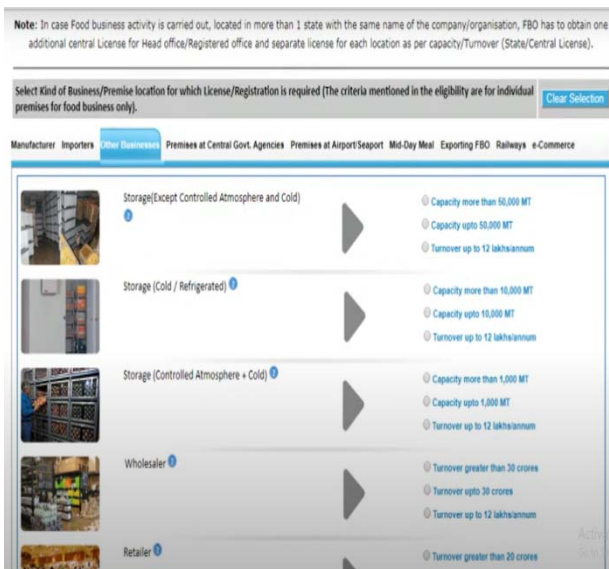 Note: In case Food business activity is carried out, located in more than 1 state with the same name of the company/organisation, FBO has to obtain one
additional central License for Head office/Registered office and separate license for each location as per capacity/Turnover (State/Central License).
Select Kind of Business/Premise location for which License/Registration is required (The criteria mentioned in the eligibility are for individual
premises for food business only).
Clear Selection
Manufacturer Importers Other Businesses Premises at Central Govt. Agencies Premises at Airport/Seaport Mid-Day Meal Exporting FBO Railways e-Commerce
Storage(Except Controlled Atmosphere and Cold)
Capacity more than 50,000 MT
Capacity upto 50,000 MT
Turnover up to 12 lakhs/annum
Storage (Cold / Refrigerated)
Capacity more than 10,000 MT
Capacity upto 10,000 MT
Turnover up to 12 lakhs/annum
Storage (Controlled Atmosphere + Cold)
Capacity more than 1,000 MT
Capacity upto 1,000 MT
Turnover up to 12 lakhs/annum
Wholesaler
Turnover greater than 30 crores
Turnover upto 30 crores
Turnover up to 12 lakhs/annum
Retailer
Turnover greater than 20 crores